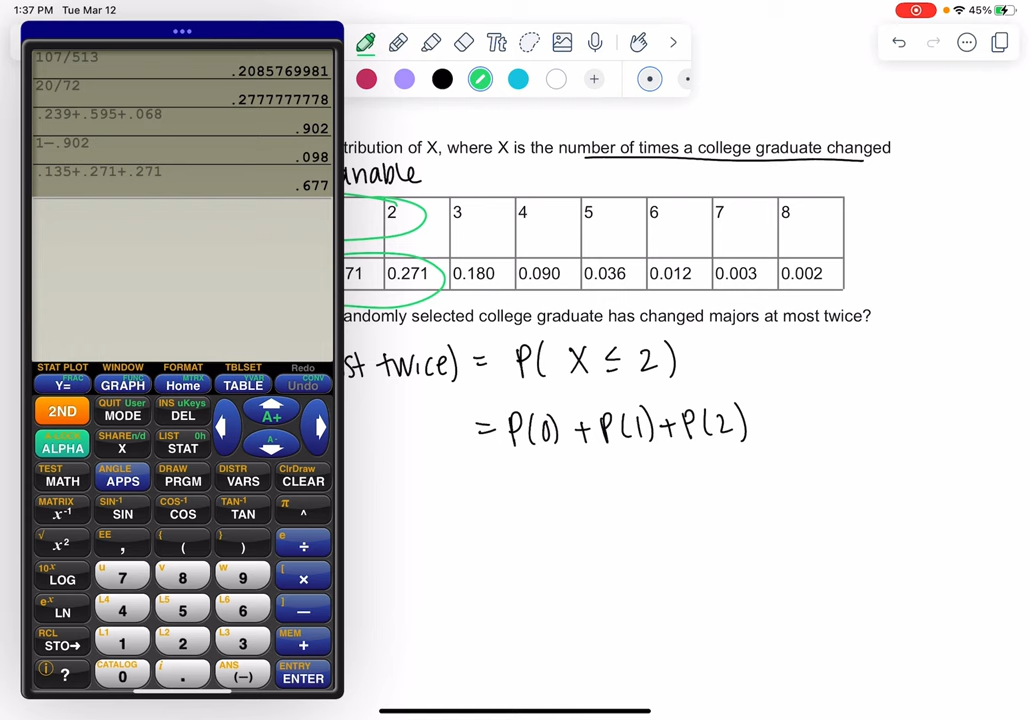 1:37 PM Tue Mar 12
45%
107/513
.2085769981
20/72
.2777777778
.239+.595+.068
.902
1-.902
.098
.135+.271+.271
.677
Tt
tribution of X, where X is the number of times a college graduate changed
anable
2 3 4 5 6 7 8
71 0.271 0.180 0.090 0.036 0.012 0.003 0.002
andomly selected college graduate has changed majors at most twice?
st twice) = P( X ≤ 2)
= P(0) + P(1) + P(2)
STAT PLOT WINDOW FORMAT TBLSET Redo
Y= GRAPH Home TABLE Undo
QUIT User INS uKeys
2ND MODE DEL A+
SHARE n/d LIST 0h A-
ALPHA X STAT
TEST ANGLE DRAW DISTR ClrDraw
MATH APPS PRGM VARS CLEAR
MATRIX SIN-1 COS-1 TAN-1 π
x-1 SIN COS TAN ^
√ EE { } e
x2 , ( ) ÷
10x u v w [
LOG 7 8 9 ×
ex L4 L5 L6 ]
LN 4 5 6 —
RCL L1 L2 L3 MEM
STO→ 1 2 3 +
CATALOG i ANS ENTRY
? 0 . (-) ENTER